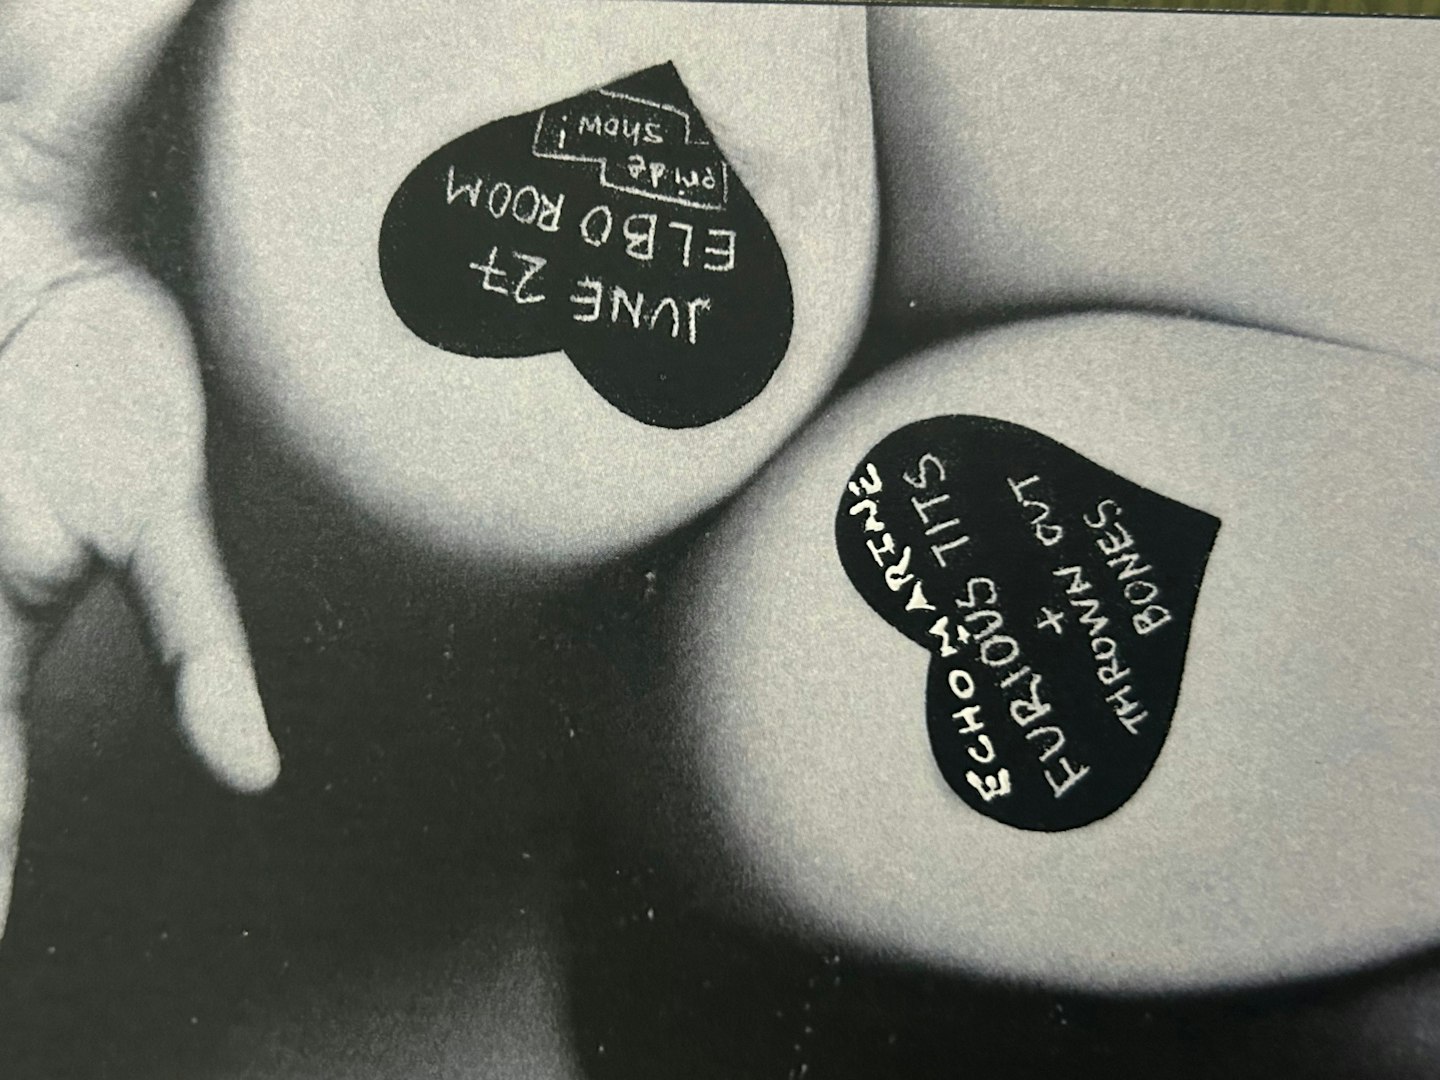 JUNE 27
ELBO ROOM
pride
show!
ECHO MARINE
FURIOUS TITS
+
THROWN OUT
BONES